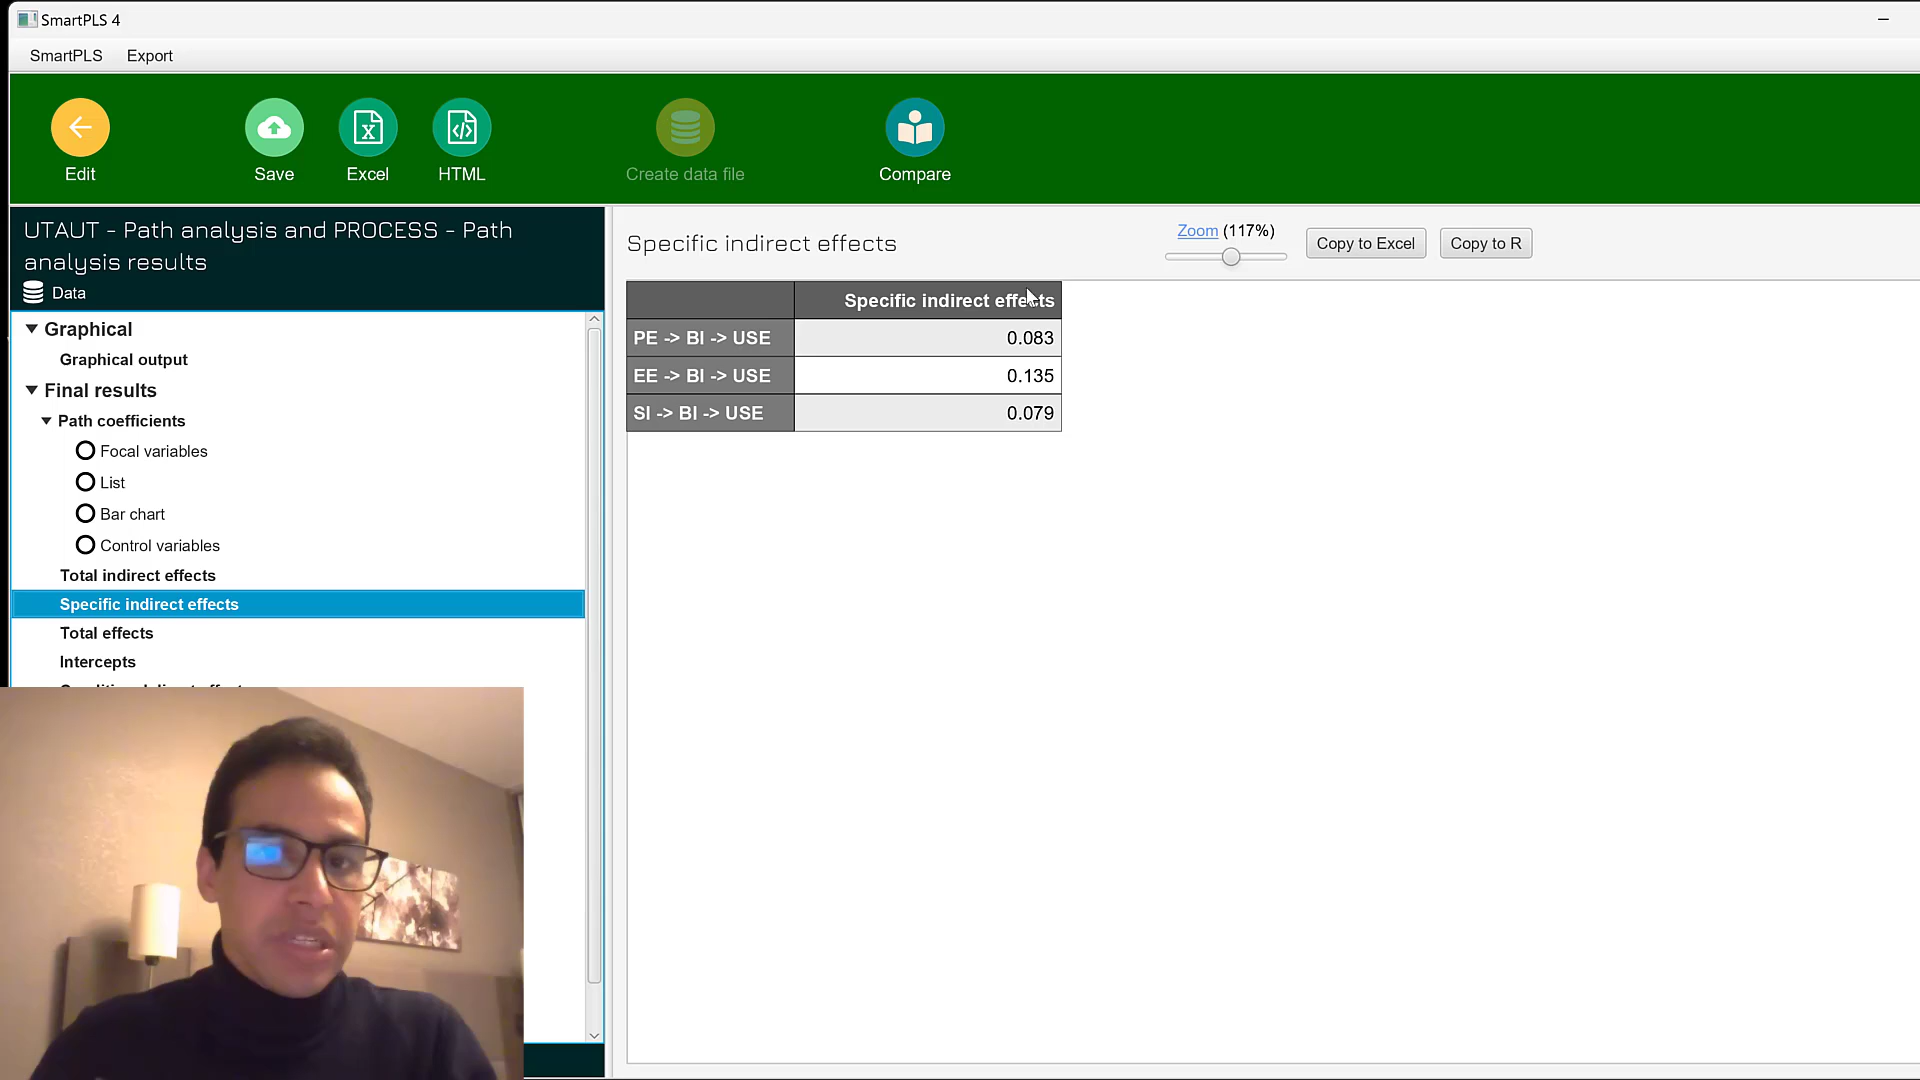 SmartPLS 4
SmartPLS Export
Edit
Save
Excel
HTML
Create data file
Compare
UTAUT - Path analysis and PROCESS - Path
analysis results
Data
Graphical
Graphical output
Final results
Path coefficients
Focal variables
List
Bar chart
Control variables
Total indirect effects
Specific indirect effects
Total effects
Intercepts
Specific indirect effects
Zoom (117%)
Copy to Excel
Copy to R
Specific indirect effects
PE -> BI -> USE 0.083
EE -> BI -> USE 0.135
SI -> BI -> USE 0.079